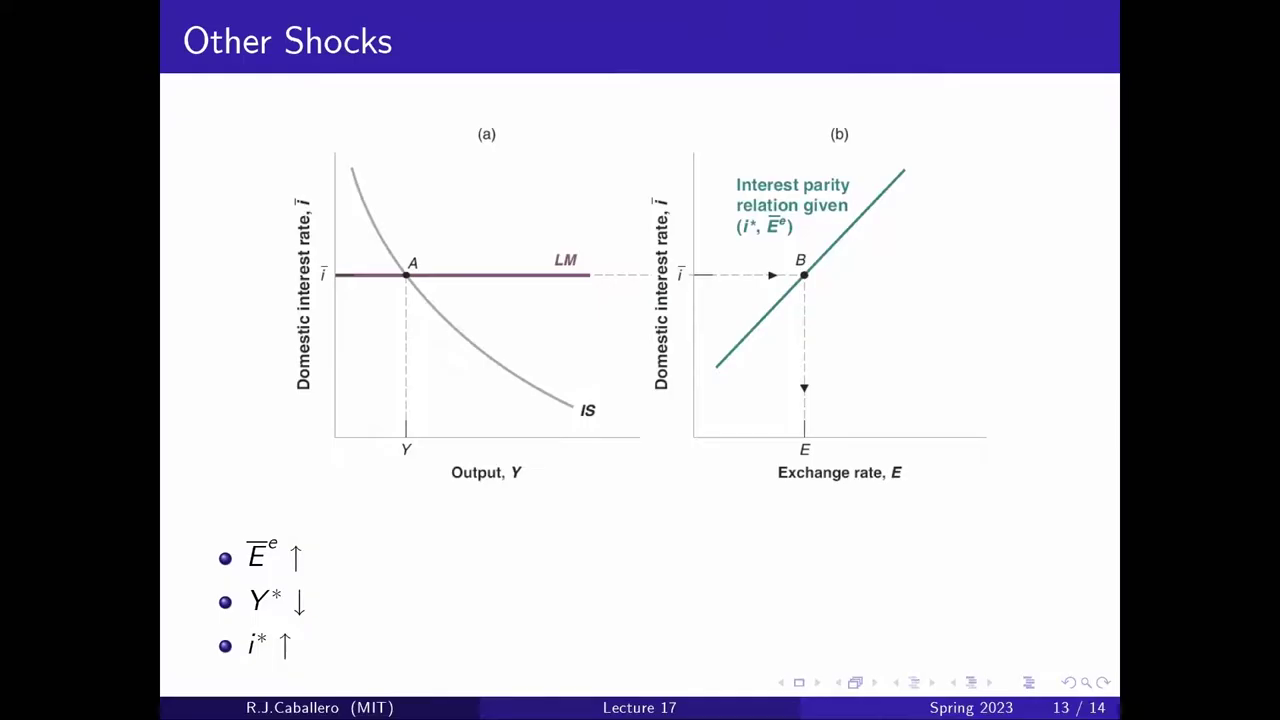 Other Shocks
(a)
Domestic interest rate, i̅
i̅
A
LM
IS
Y
Output, Y
(b)
Domestic interest rate, i̅
i̅
Interest parity
relation given
(i*, E̅ᵉ)
B
E
Exchange rate, E
E̅ᵉ ↑
Y* ↓
i* ↑
R.J.Caballero (MIT) Lecture 17 Spring 2023 13 / 14